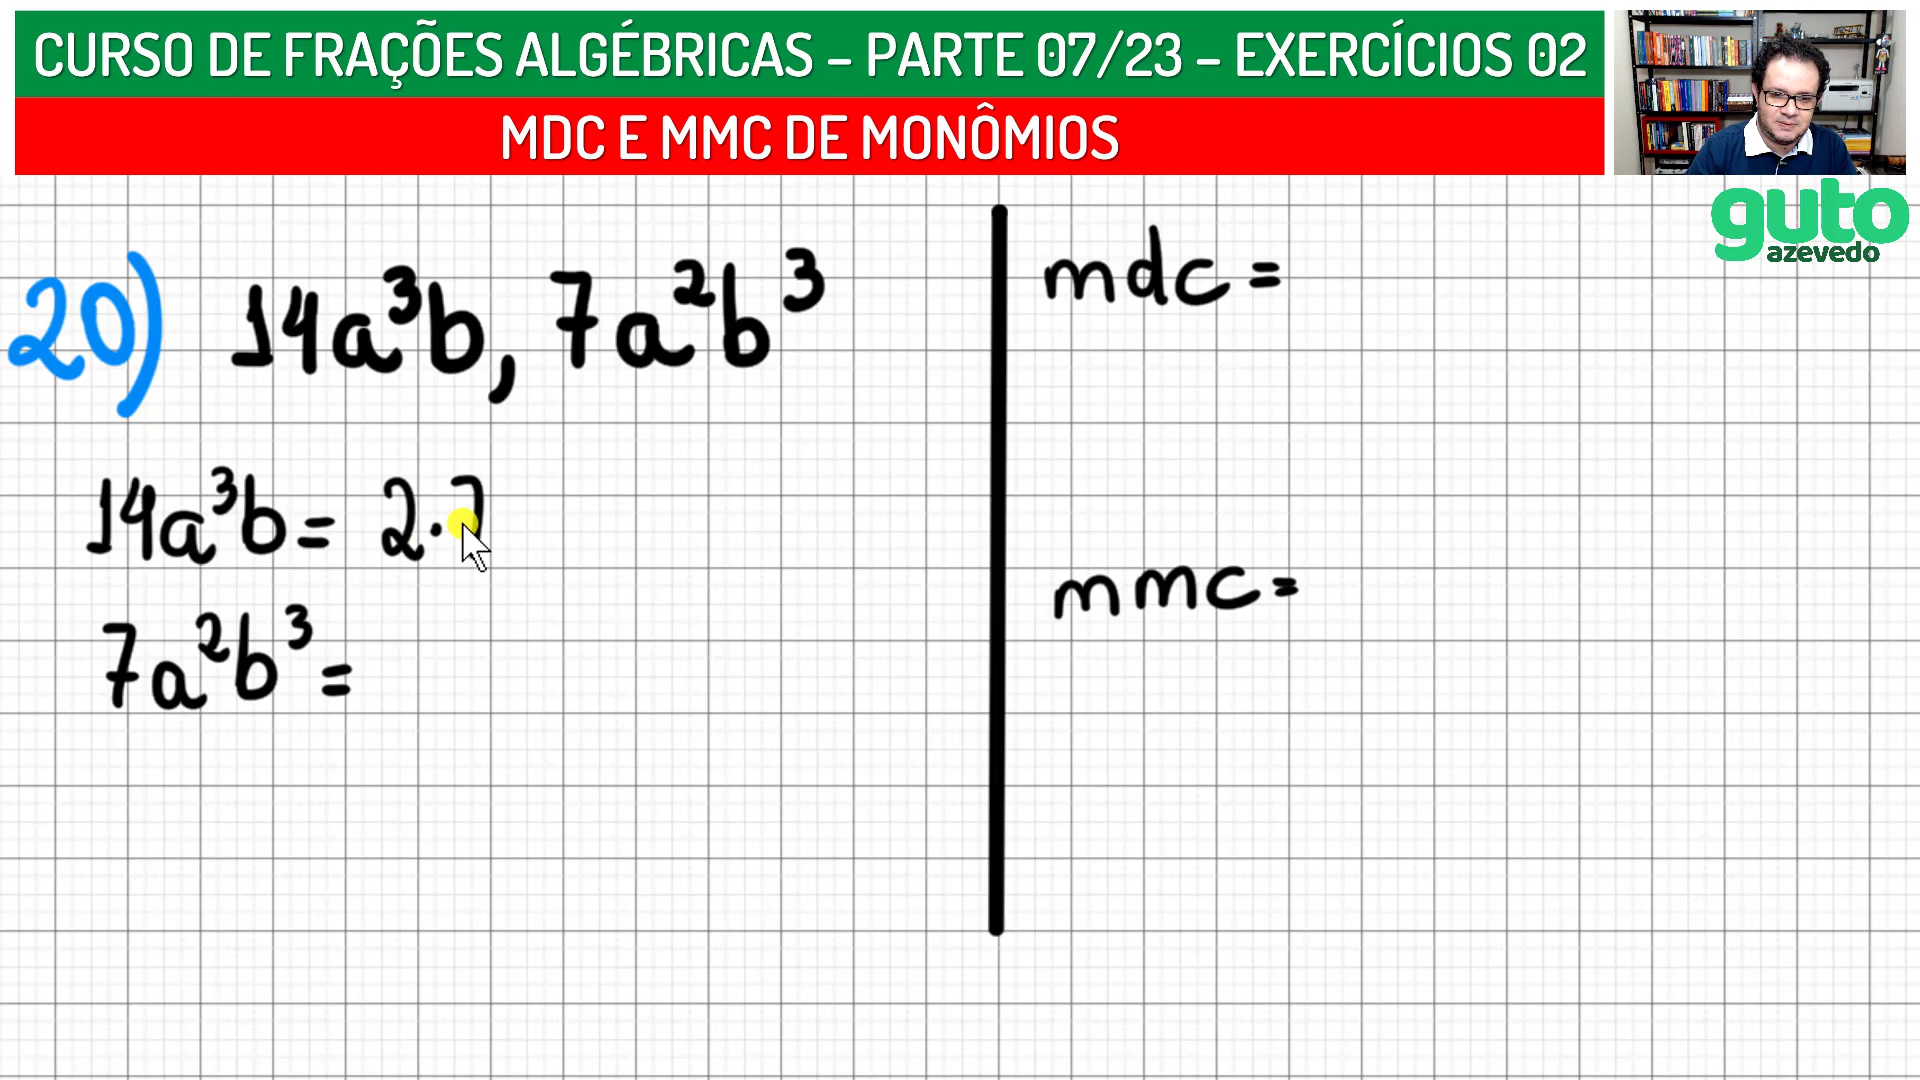 CURSO DE FRAÇÕES ALGÉBRICAS – PARTE 07/23 – EXERCÍCIOS 02
MDC E MMC DE MONÔMIOS
guto
azevedo
20) 14a³b, 7a²b³
14a³b = 2.7
7a²b³ =
mdc =
mmc =